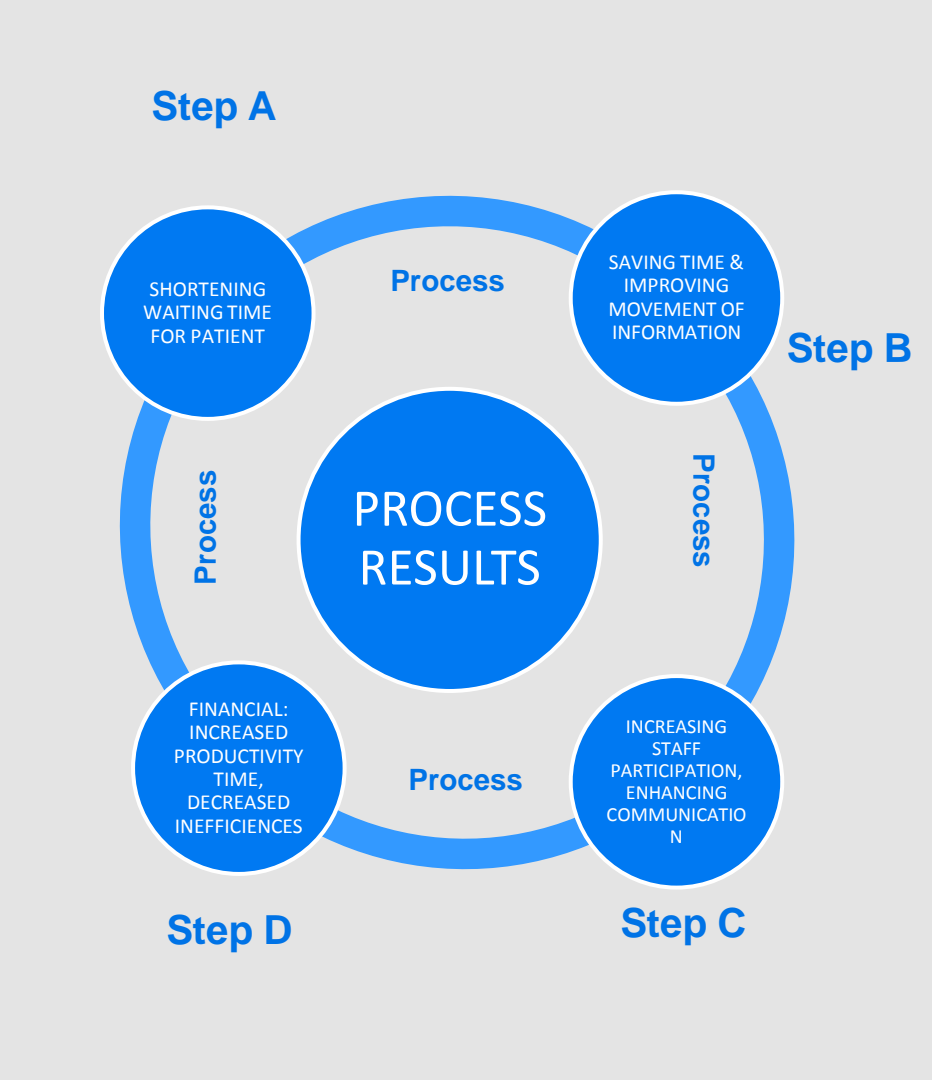 Step A
SHORTENING
WAITING TIME
FOR PATIENT
Process
SAVING TIME &
IMPROVING
MOVEMENT OF
INFORMATION
Step B
Process
Process
PROCESS
RESULTS
FINANCIAL:
INCREASED
PRODUCTIVITY
TIME,
DECREASED
INEFFICIENCES
Process
INCREASING
STAFF
PARTICIPATION,
ENHANCING
COMMUNICATIO
N
Step D
Step C